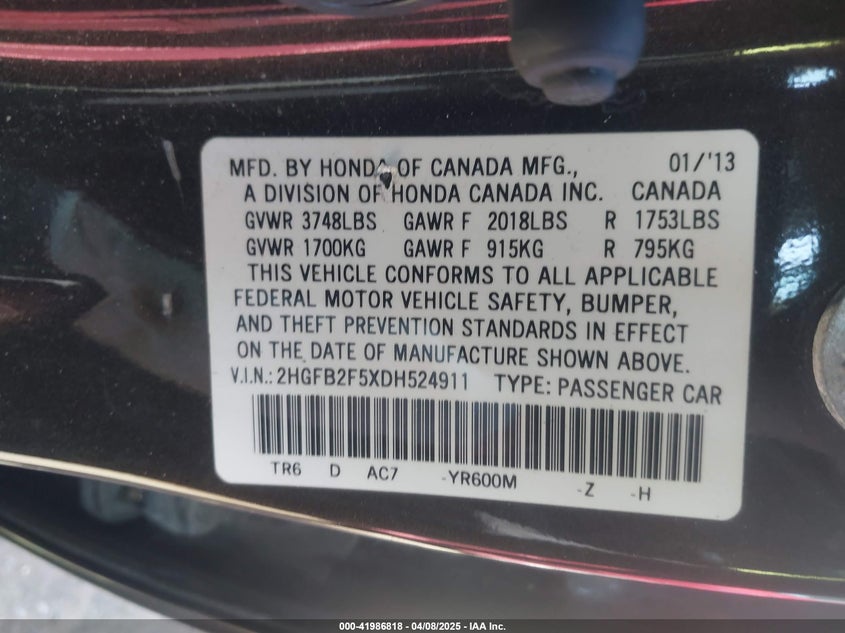 MFD. BY HONDA OF CANADA MFG., 01/'13
A DIVISION OF HONDA CANADA INC. CANADA
GVWR 3748LBS GAWR F 2018LBS R 1753LBS
GVWR 1700KG GAWR F 915KG R 795KG
THIS VEHICLE CONFORMS TO ALL APPLICABLE
FEDERAL MOTOR VEHICLE SAFETY, BUMPER,
AND THEFT PREVENTION STANDARDS IN EFFECT
ON THE DATE OF MANUFACTURE SHOWN ABOVE.
V.I.N.: 2HGFB2F5XDH524911 TYPE: PASSENGER CAR
TR6 D AC7 -YR600M -Z -H
000-41986818 - 04/08/2025 - IAA Inc.